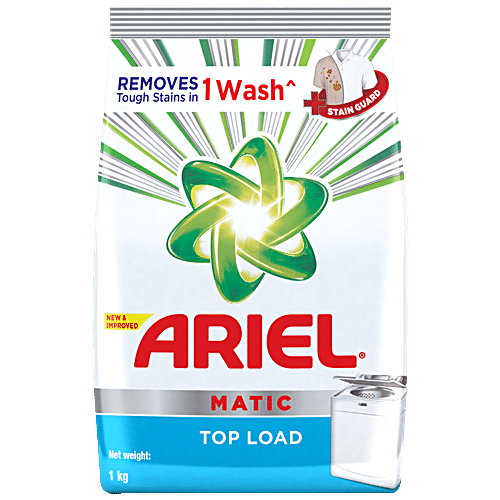 REMOVES
Tough Stains in
1 Wash^
STAIN GUARD
NEW &
IMPROVED
ARIEL®
MATIC
TOP LOAD
Net weight:
1 kg